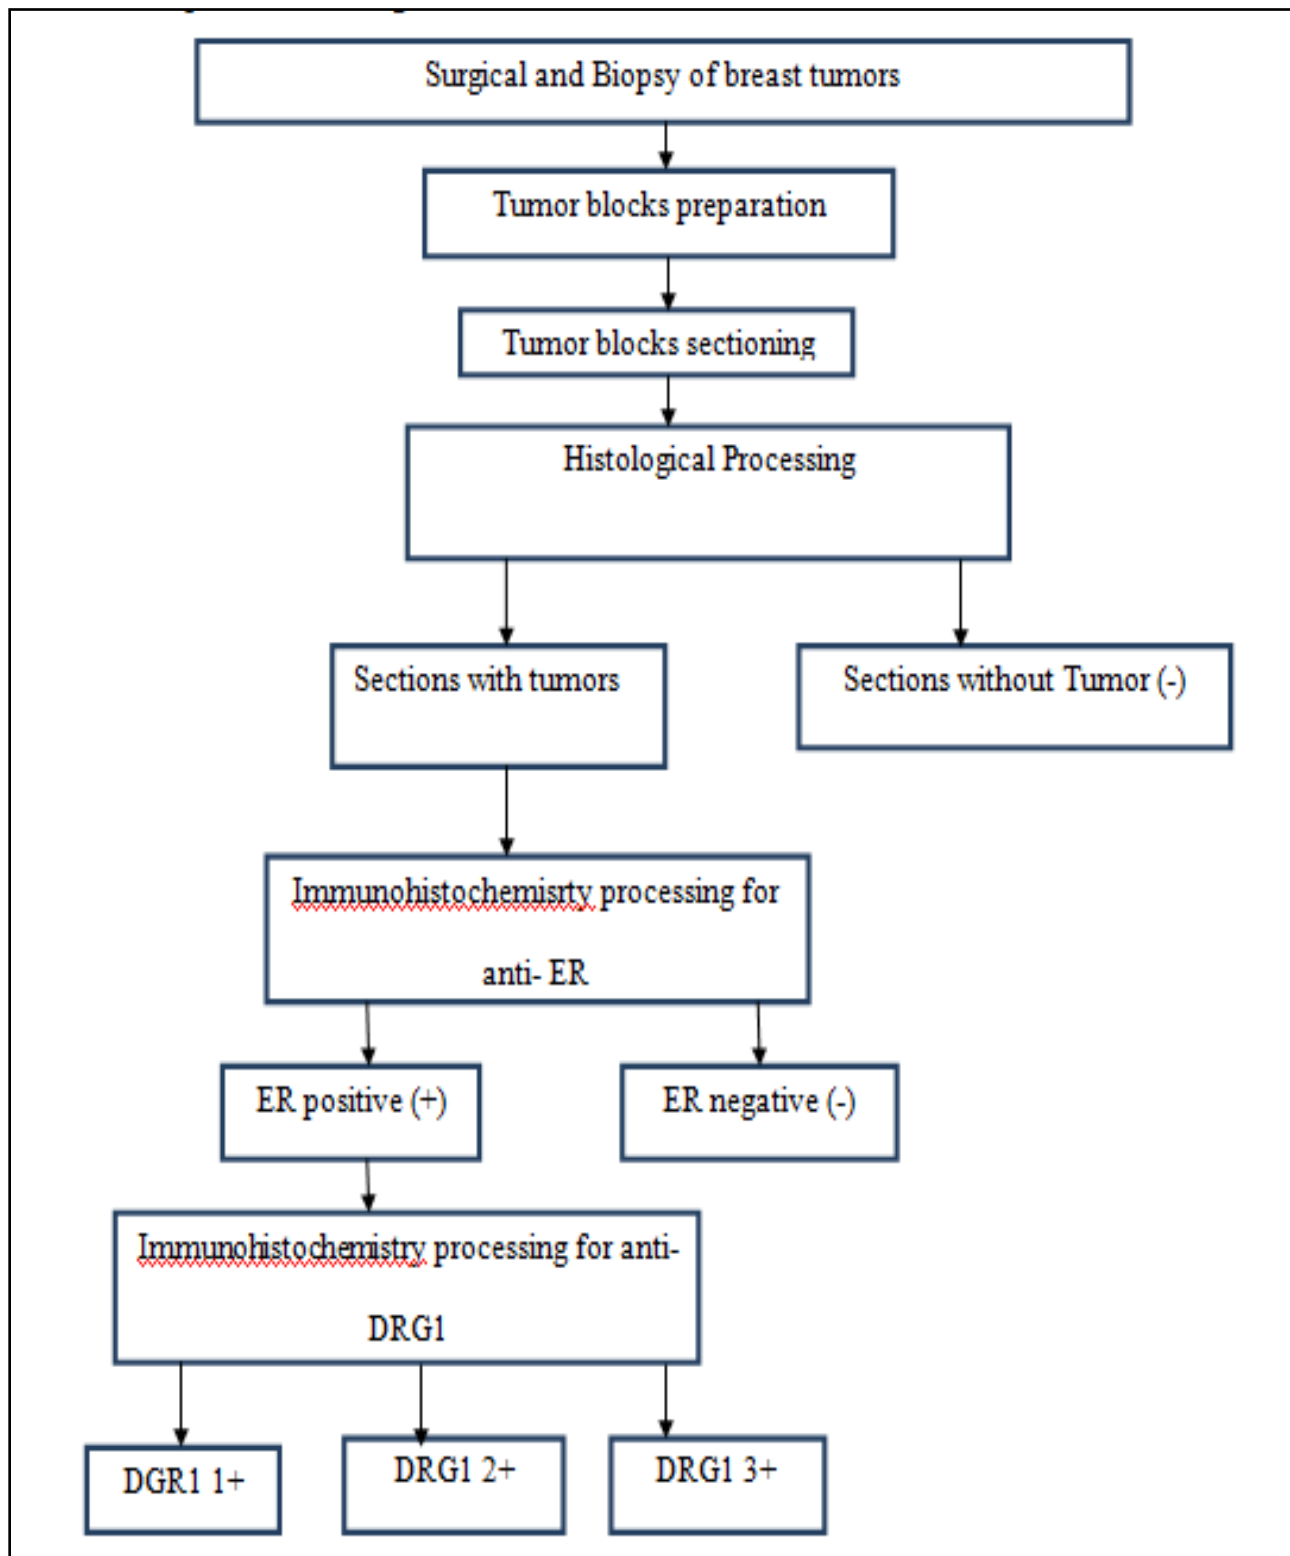 Surgical and Biopsy of breast tumors
Tumor blocks preparation
Tumor blocks sectioning
Histological Processing
Sections with tumors
Sections without Tumor (-)
Immunohistochemisrty processing for
anti- ER
ER positive (+)
ER negative (-)
Immunohistochemistry processing for anti-
DRG1
DGR1 1+
DRG1 2+
DRG1 3+